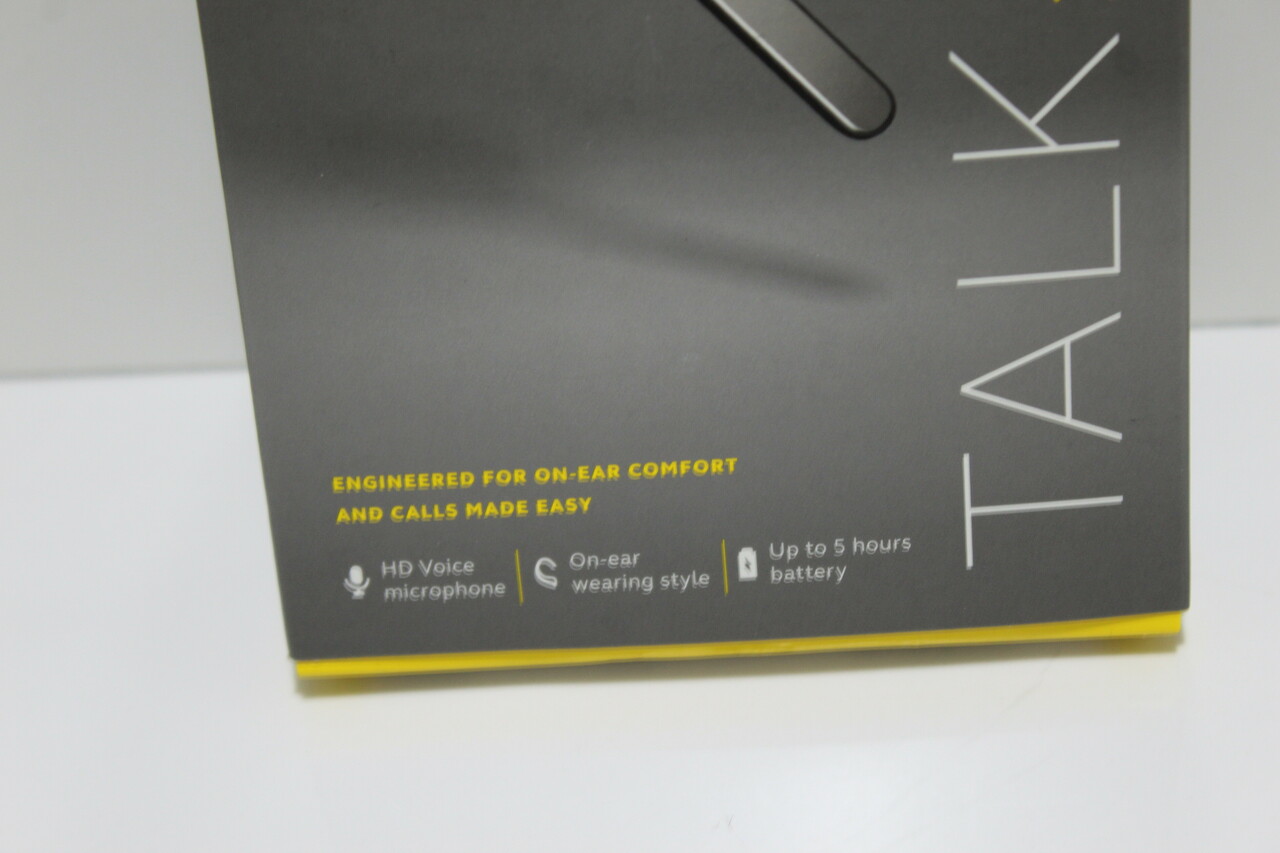 TALK
ENGINEERED FOR ON-EAR COMFORT
AND CALLS MADE EASY
HD Voice
microphone
On-ear
wearing style
Up to 5 hours
battery